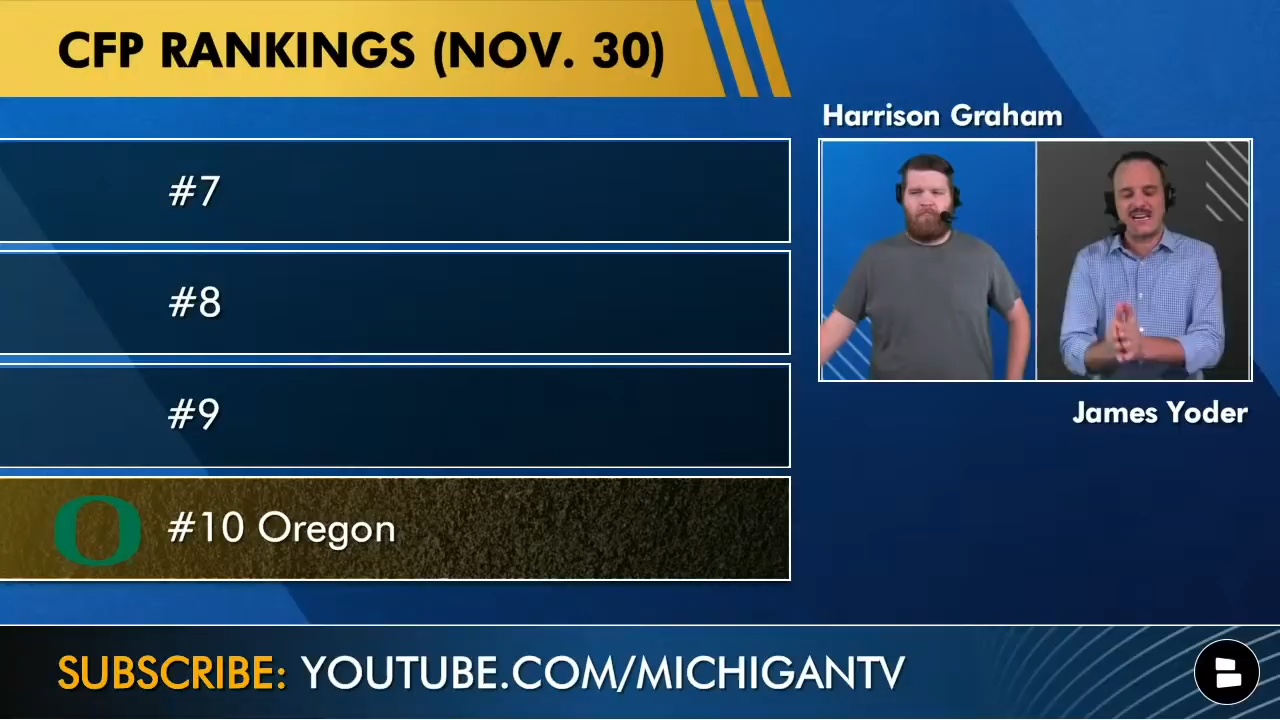 CFP RANKINGS (NOV. 30)
Harrison Graham
#7
#8
#9
James Yoder
#10 Oregon
SUBSCRIBE: YOUTUBE.COM/MICHIGANTV